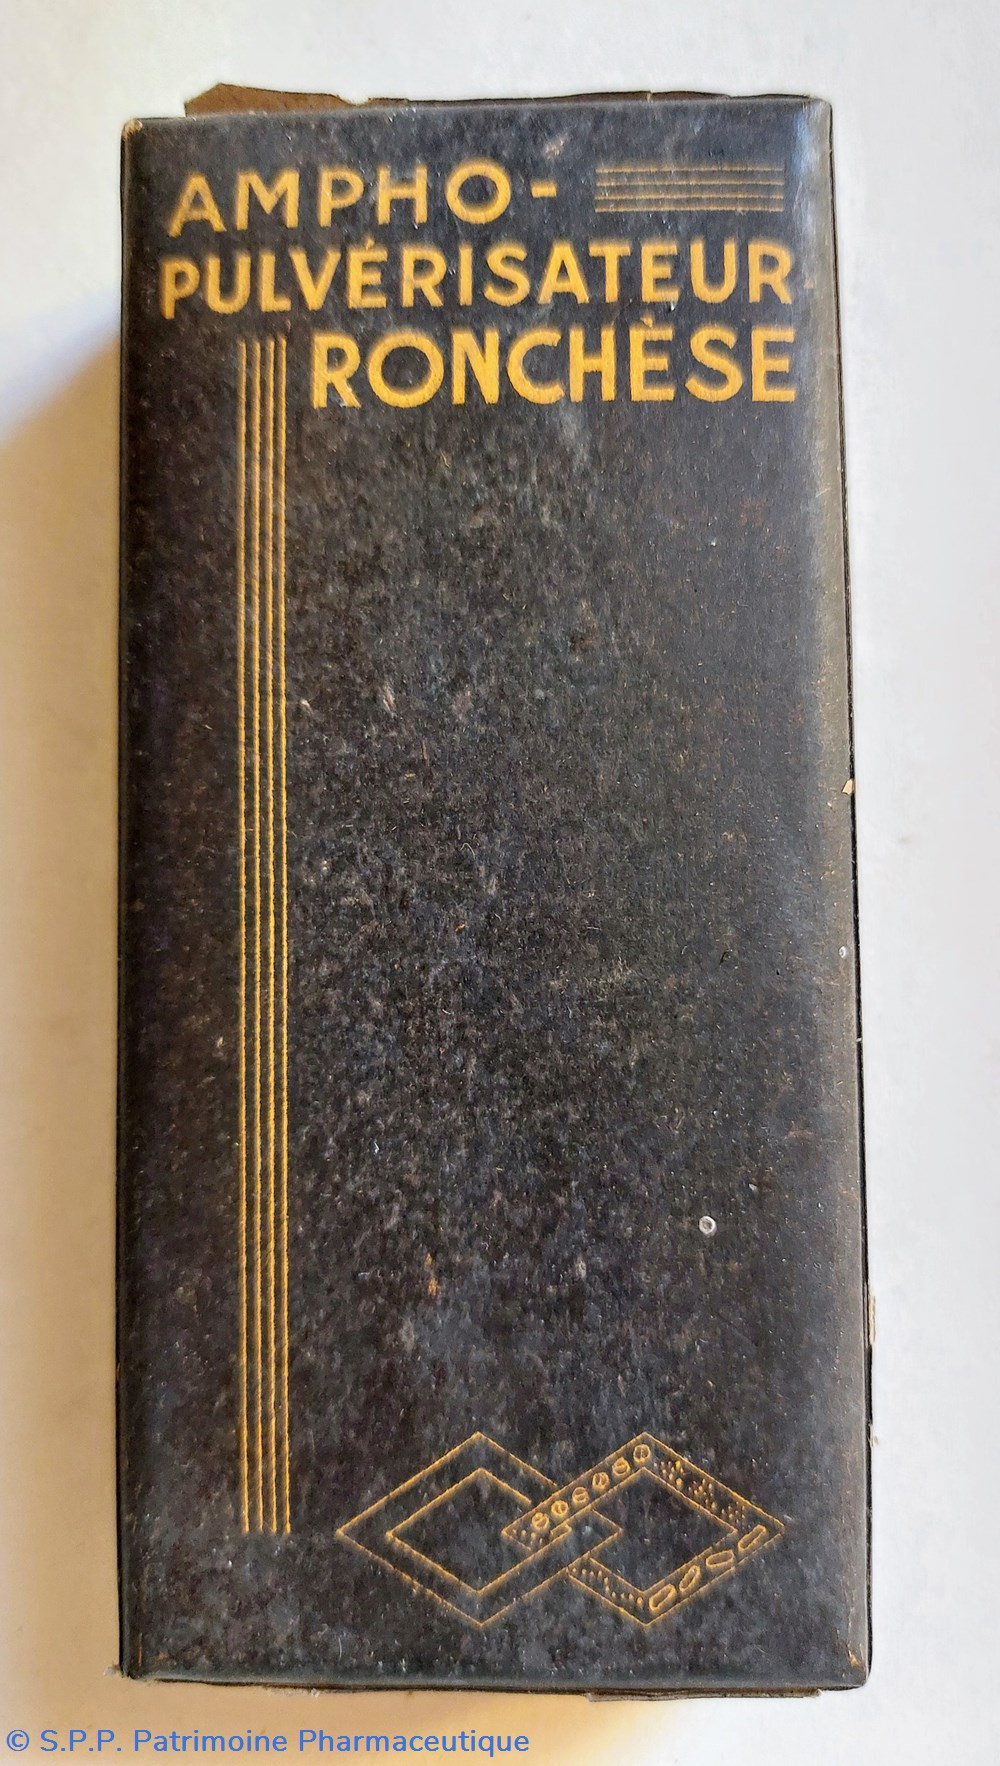 AMPHO-
PULVÉRISATEUR
RONCHÈSE
© S.P.P. Patrimoine Pharmaceutique